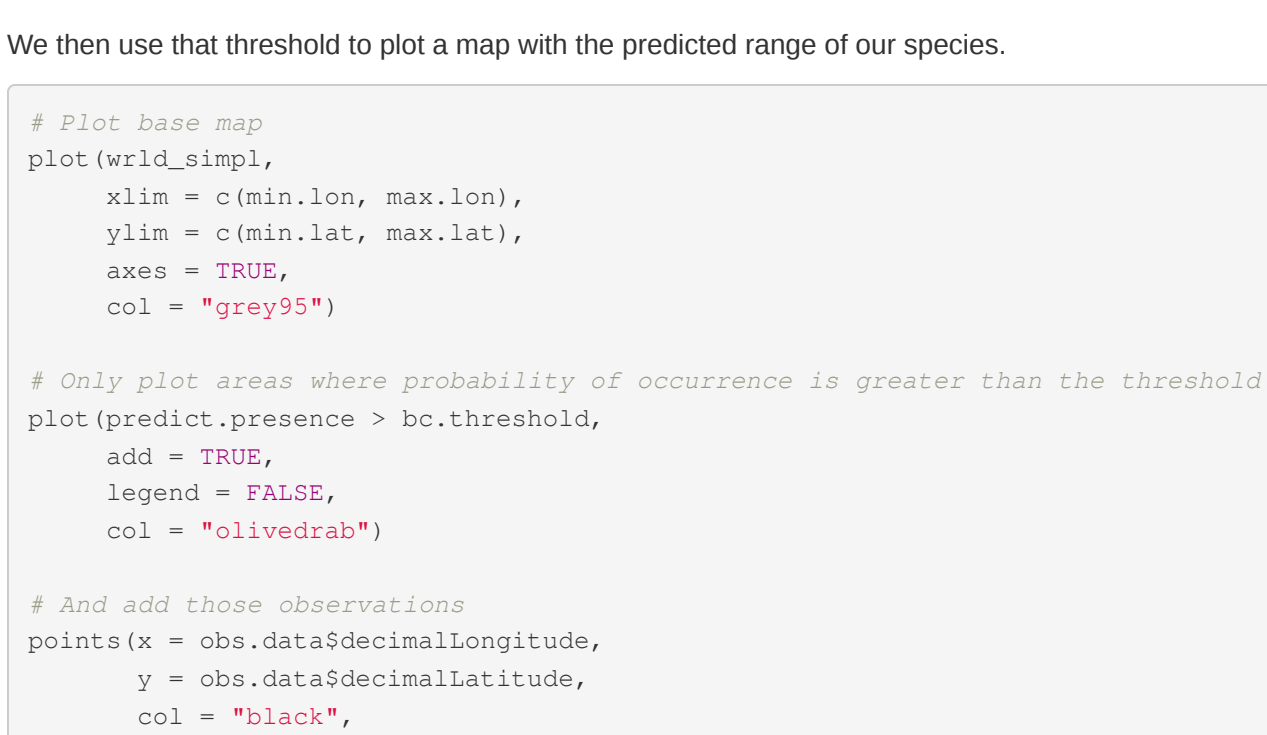 We then use that threshold to plot a map with the predicted range of our species.
# Plot base map
plot(wrld_simpl,
     xlim = c(min.lon, max.lon),
     ylim = c(min.lat, max.lat),
     axes = TRUE,
     col = "grey95")
# Only plot areas where probability of occurrence is greater than the threshold
plot(predict.presence > bc.threshold,
     add = TRUE,
     legend = FALSE,
     col = "olivedrab")
# And add those observations
points(x = obs.data$decimalLongitude,
       y = obs.data$decimalLatitude,
       col = "black",